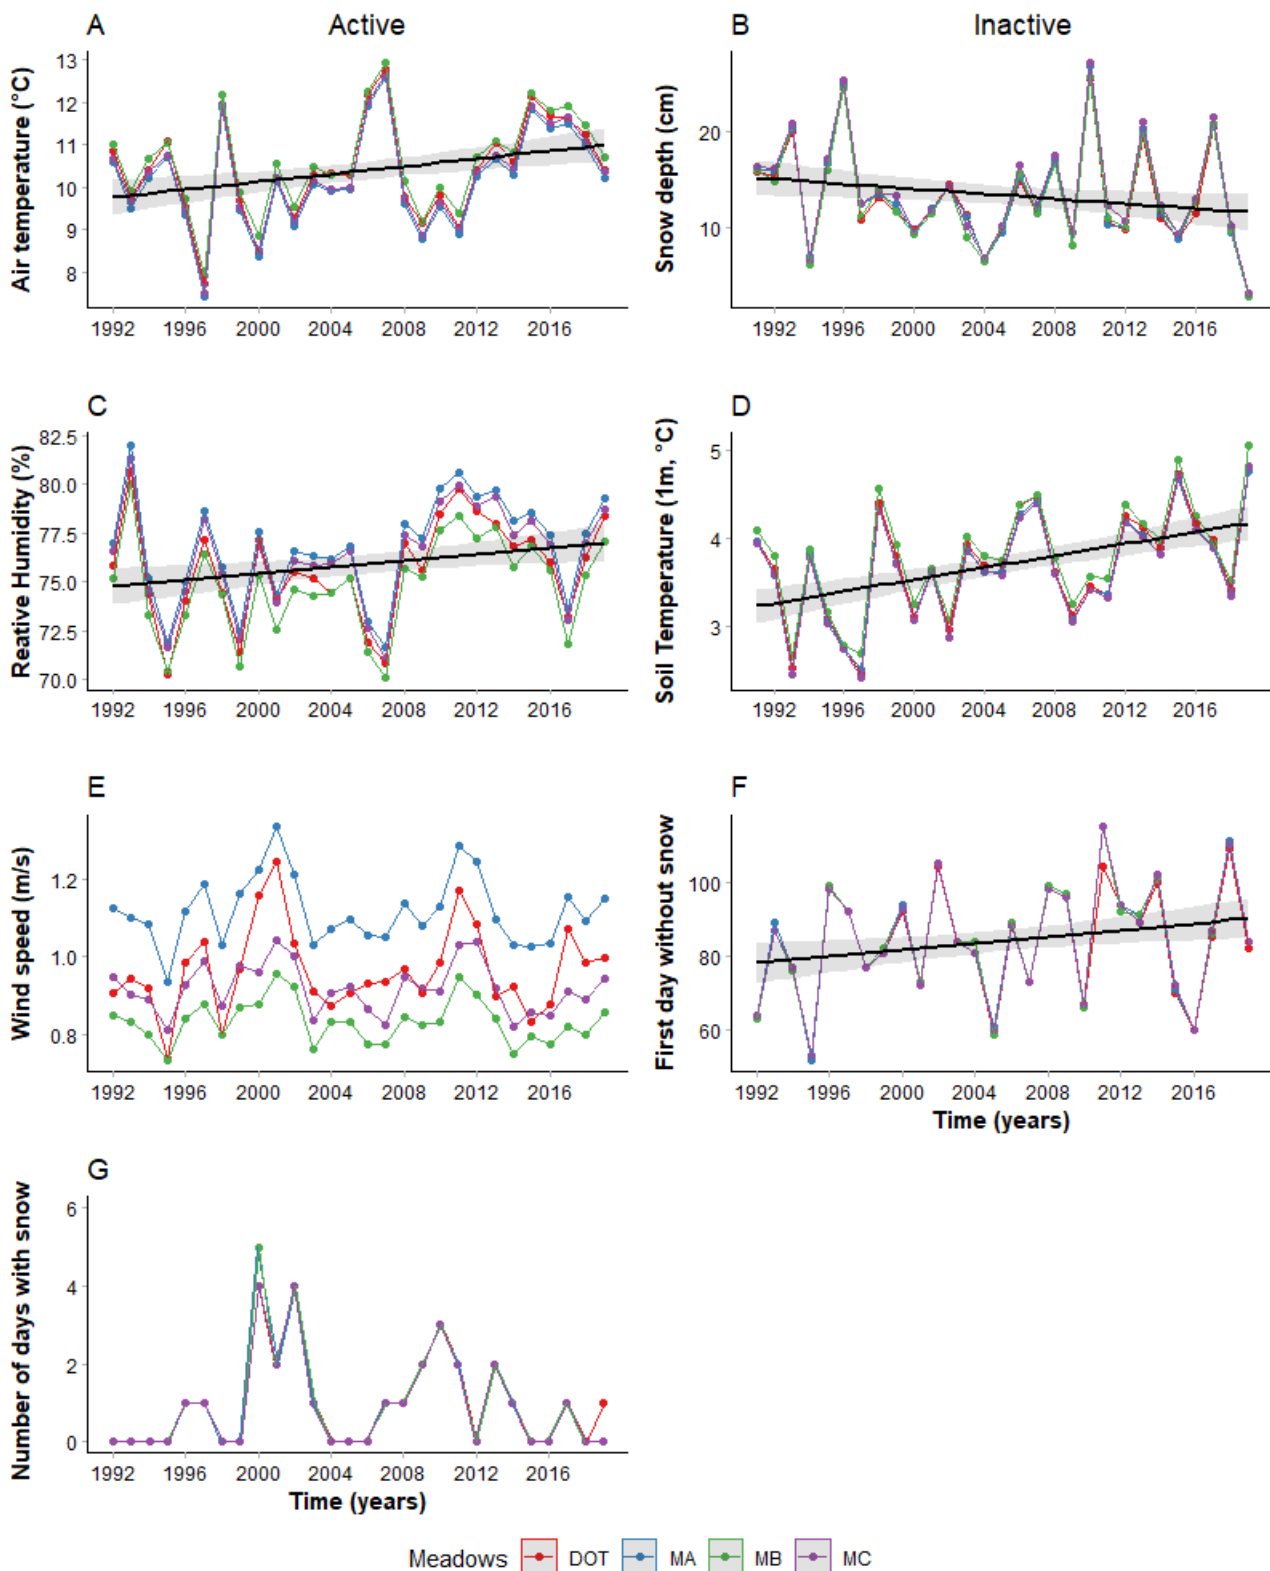 A Active
B Inactive
Air temperature (°C)
13
12
11
10
9
8
1992 1996 2000 2004 2008 2012 2016
Snow depth (cm)
20
10
1992 1996 2000 2004 2008 2012 2016
C
Reative Humidity (%)
82.5
80.0
77.5
75.0
72.5
70.0
1992 1996 2000 2004 2008 2012 2016
D
Soil Temperature (1m, °C)
5
4
3
1992 1996 2000 2004 2008 2012 2016
E
Wind speed (m/s)
1.2
1.0
0.8
1992 1996 2000 2004 2008 2012 2016
F
First day without snow
100
80
60
1992 1996 2000 2004 2008 2012 2016
Time (years)
G
Number of days with snow
6
4
2
0
1992 1996 2000 2004 2008 2012 2016
Time (years)
Meadows DOT MA MB MC